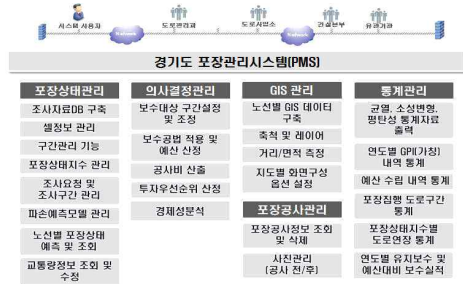 시스템 사용자
도로관리과
도로사업소
건설본부
유관기관
Network
Network
경기도 포장관리시스템(PMS)
포장상태관리
조사자료DB 구축
셀정보 관리
구간관리 기능
포장상태지수 관리
조사요청 및
조사구간 관리
파손예측모델 관리
노선별 포장상태
예측 및 조회
교통량정보 조회 및
수정
의사결정관리
보수대상 구간설정
및 조정
보수공법 적용 및
예산 산정
공사비 산출
투자우선순위 산정
경제성분석
GIS 관리
노선별 GIS 데이터
구축
축척 및 레이어
거리/면적 측정
지도별 화면구성
옵션 설정
포장공사관리
포장공사정보 조회
및 삭제
사진관리
(공사 전/후)
통계관리
균열, 소성변형,
평탄성 통계자료
출력
연도별 GPI(가칭)
내역 통계
예산 수립 내역 통계
포장집행 도로구간
통계
포장상태지수별
도로연장 통계
연도별 유지보수 및
예산대비 보수실적